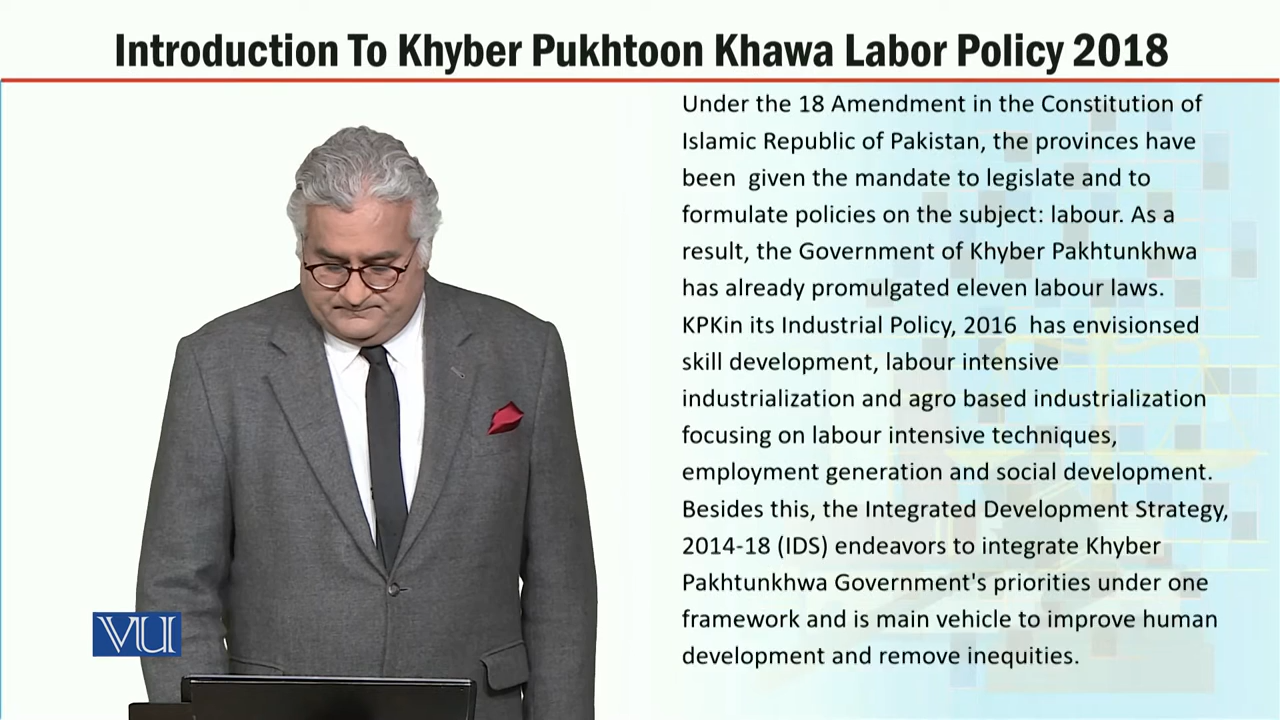 Introduction To Khyber Pukhtoon Khawa Labor Policy 2018
Under the 18 Amendment in the Constitution of
Islamic Republic of Pakistan, the provinces have
been given the mandate to legislate and to
formulate policies on the subject: labour. As a
result, the Government of Khyber Pakhtunkhwa
has already promulgated eleven labour laws.
KPKin its Industrial Policy, 2016 has envisionsed
skill development, labour intensive
industrialization and agro based industrialization
focusing on labour intensive techniques,
employment generation and social development.
Besides this, the Integrated Development Strategy,
2014-18 (IDS) endeavors to integrate Khyber
Pakhtunkhwa Government's priorities under one
framework and is main vehicle to improve human
development and remove inequities.
VU